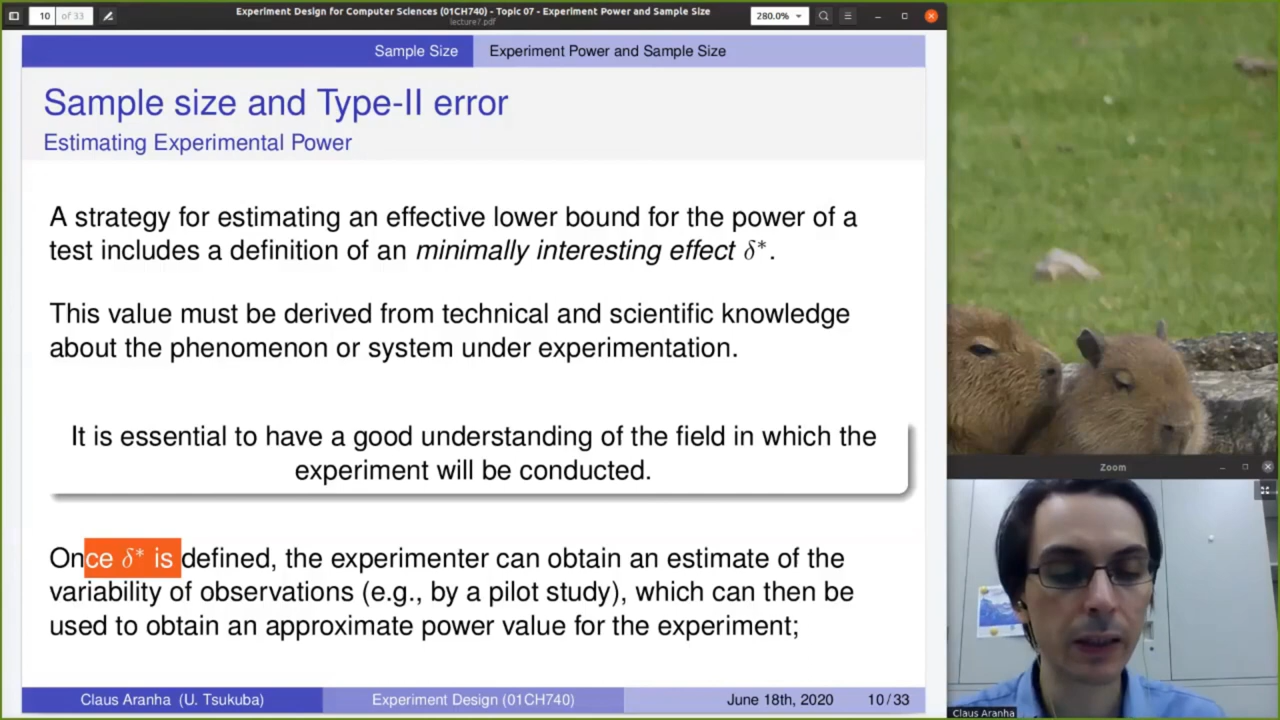 10 of 33
Experiment Design for Computer Sciences (01CH740) - Topic 07 - Experiment Power and Sample Size
lecture7.pdf
280.0%
Sample Size Experiment Power and Sample Size
Sample size and Type-II error
Estimating Experimental Power
A strategy for estimating an effective lower bound for the power of a
test includes a definition of an minimally interesting effect δ*.
This value must be derived from technical and scientific knowledge
about the phenomenon or system under experimentation.
It is essential to have a good understanding of the field in which the
experiment will be conducted.
Once δ* is defined, the experimenter can obtain an estimate of the
variability of observations (e.g., by a pilot study), which can then be
used to obtain an approximate power value for the experiment;
Claus Aranha (U. Tsukuba) Experiment Design (01CH740) June 18th, 2020 10/33
Zoom
Claus Aranha